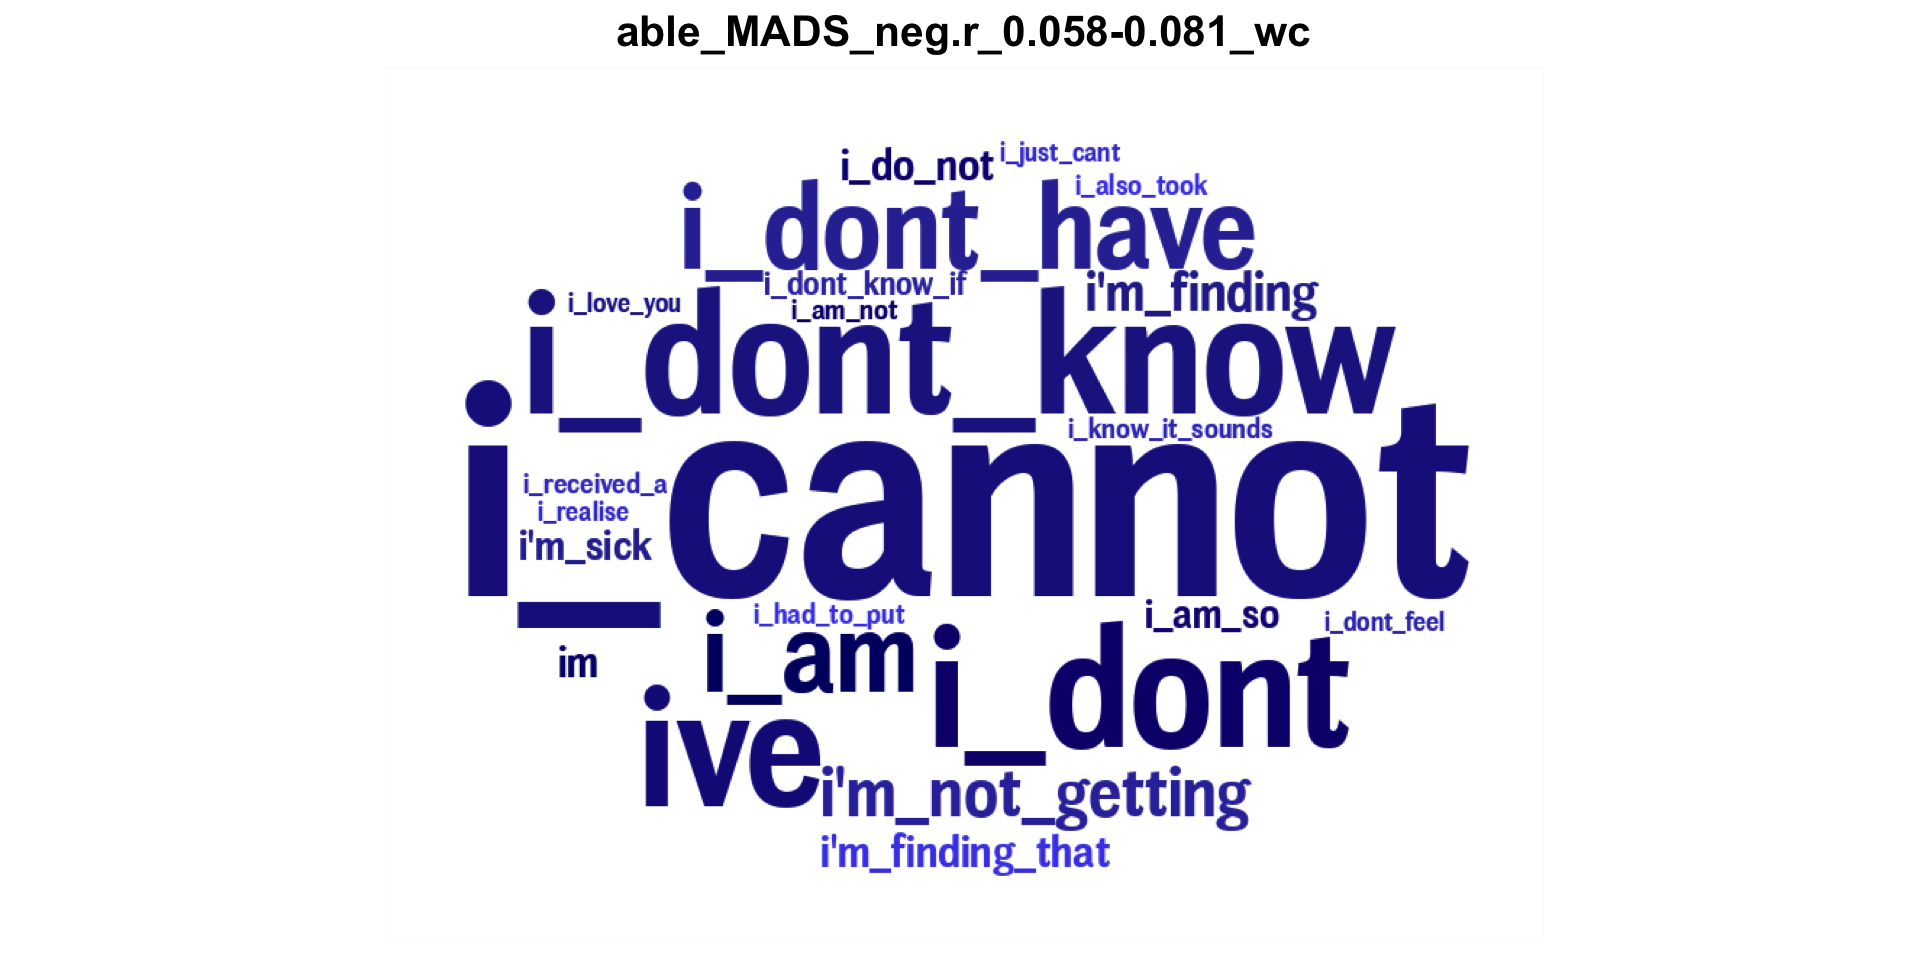 able_MADS_neg.r_0.058-0.081_wc
i_do_not
i_just_cant
i_also_took
i_dont_have
i_dont_know_if
i'm_finding
i_love_you
i_am_not
i_dont_know
i_know_it_sounds
i_cannot
i_received_a
i_realise
i'm_sick
i_had_to_put
i_am_so
i_dont_feel
im
i_am
i_dont
ive
i'm_not_getting
i'm_finding_that